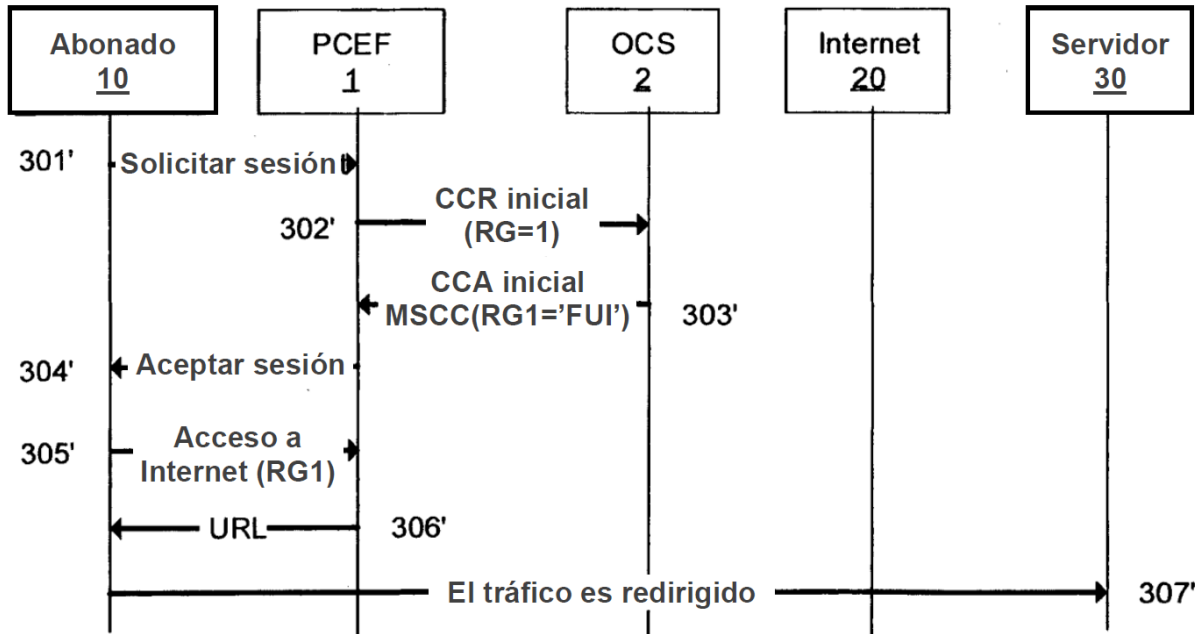 Abonado
10
PCEF
1
OCS
2
Internet
20
Servidor
30
301'
Solicitar sesión
302'
CCR inicial
(RG=1)
CCA inicial
MSCC(RG1='FUI')
303'
304'
Aceptar sesión
305'
Acceso a
Internet (RG1)
URL
306'
El tráfico es redirigido
307'